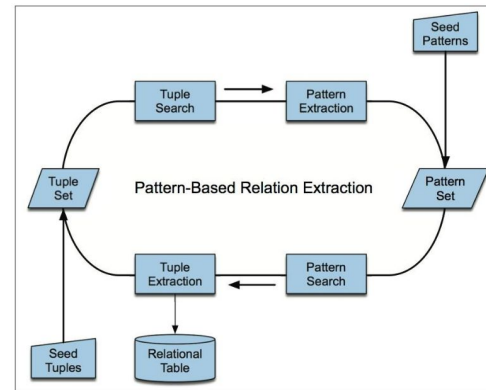 Seed
Patterns
Tuple
Search
Pattern
Extraction
Tuple
Set
Pattern-Based Relation Extraction
Pattern
Set
Tuple
Extraction
Pattern
Search
Seed
Tuples
Relational
Table